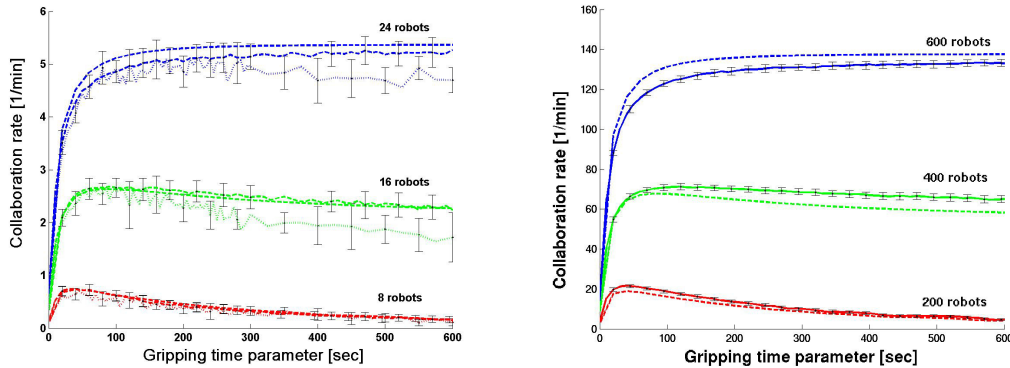 Collaboration rate [1/min]
6
5
4
3
2
1
0
24 robots
16 robots
8 robots
0 100 200 300 400 500 600
Gripping time parameter [sec]
Collaboration rate [1/min]
160
140
120
100
80
60
40
20
0
600 robots
400 robots
200 robots
0 100 200 300 400 500 600
Gripping time parameter [sec]